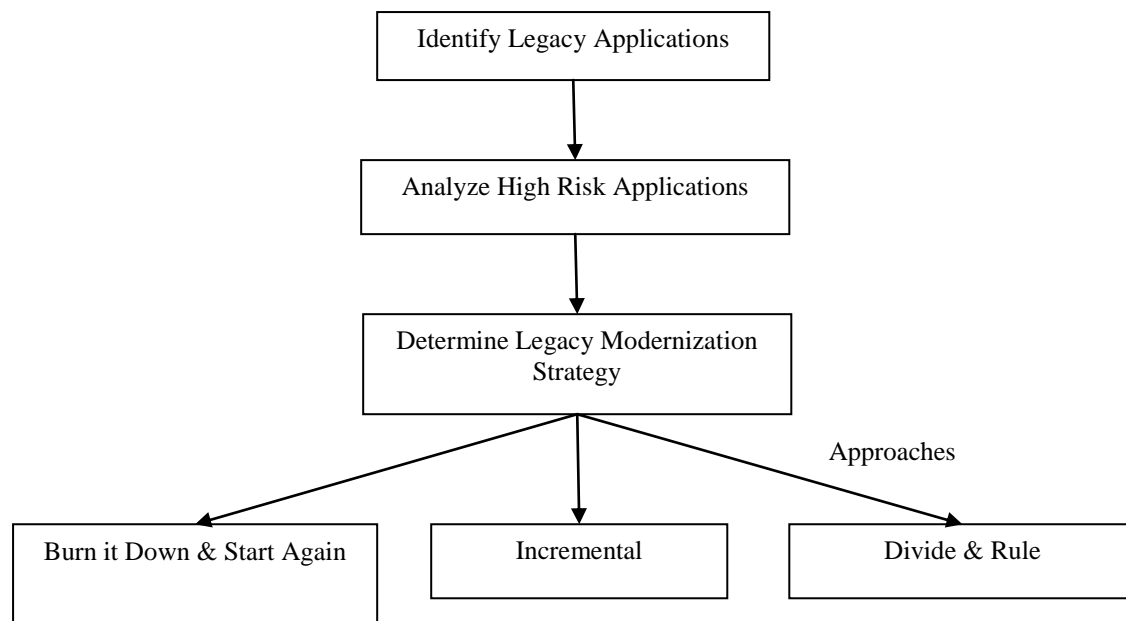 Identify Legacy Applications
Analyze High Risk Applications
Determine Legacy Modernization
Strategy
Approaches
Burn it Down & Start Again
Incremental
Divide & Rule